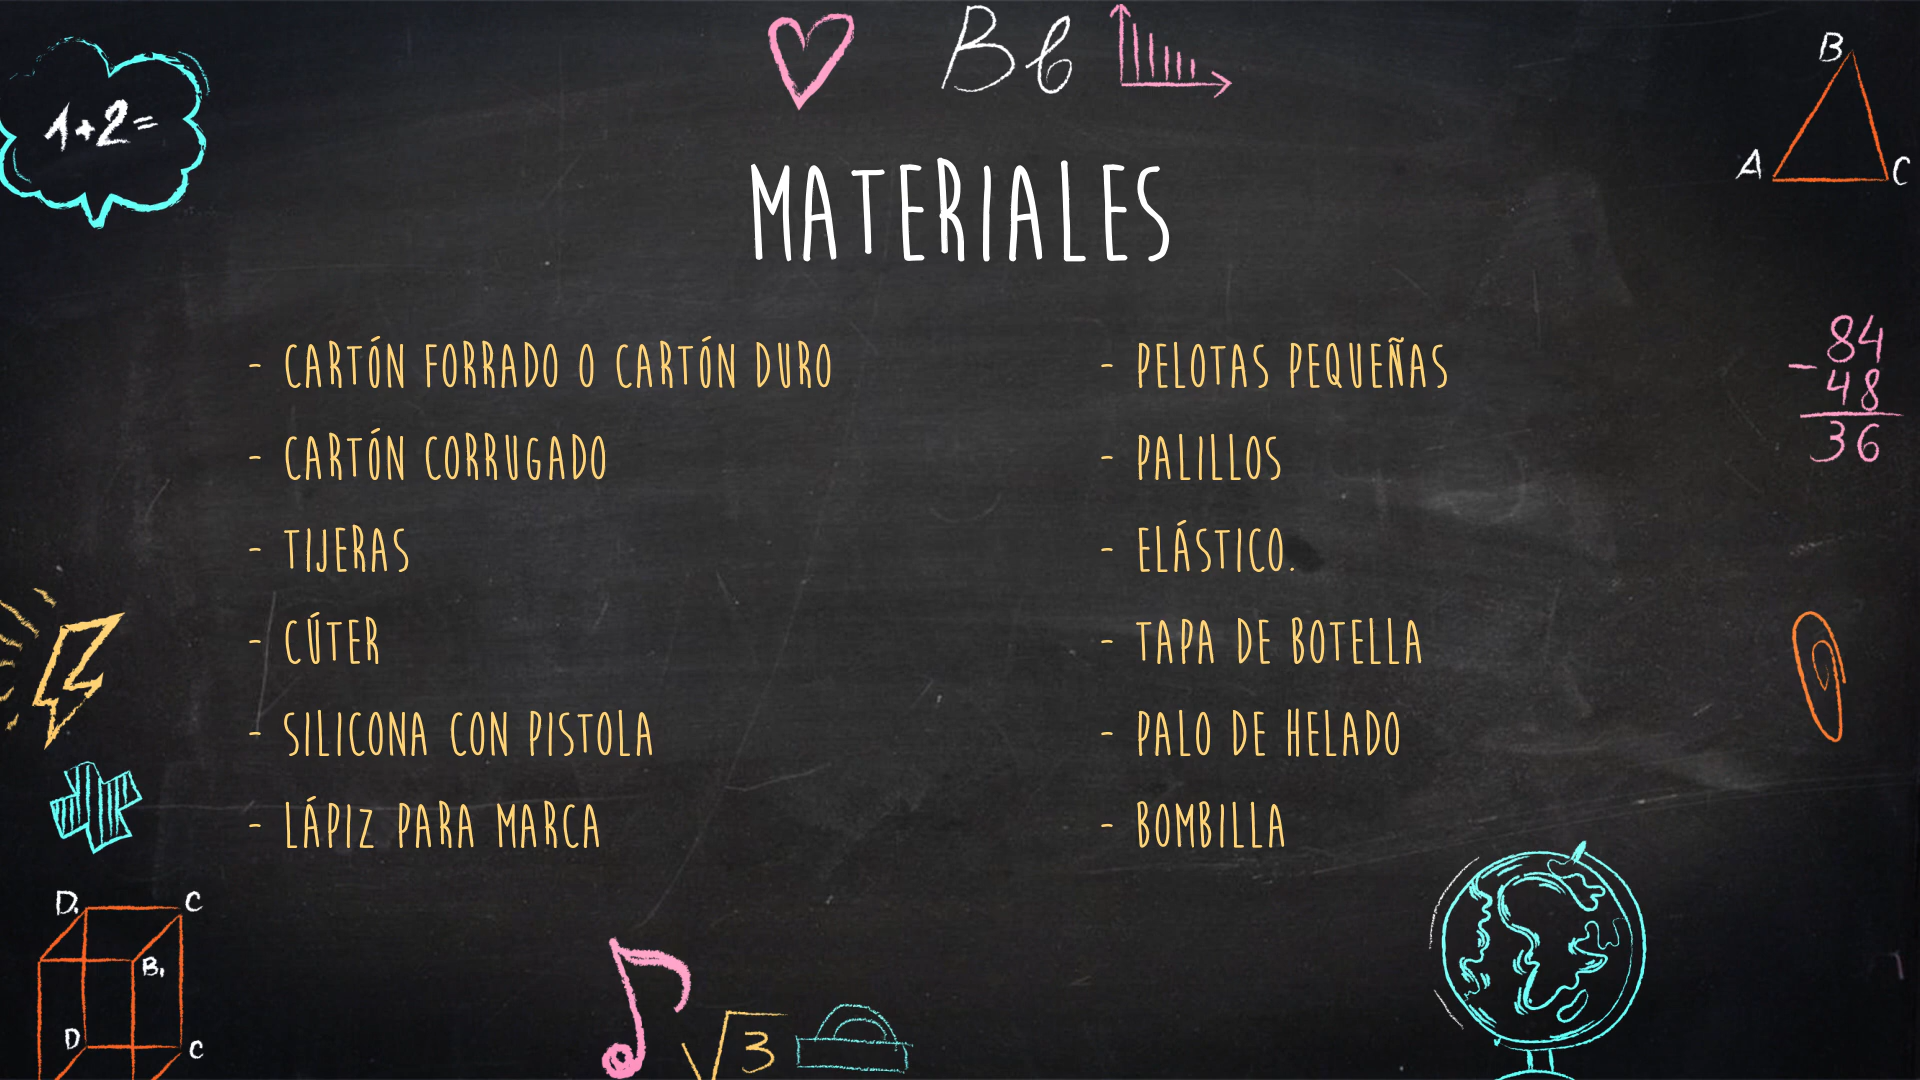 1+2=
B b
B
A
C
MATERIALES
- CARTÓN FORRADO O CARTÓN DURO
- CARTÓN CORRUGADO
- TIJERAS
- CÚTER
- SILICONA CON PISTOLA
- LÁPIZ PARA MARCA
- PELOTAS PEQUEÑAS
- PALILLOS
- ELÁSTICO.
- TAPA DE BOTELLA
- PALO DE HELADO
- BOMBILLA
84
- 48
36
D₁ C
B₁
D C
√3